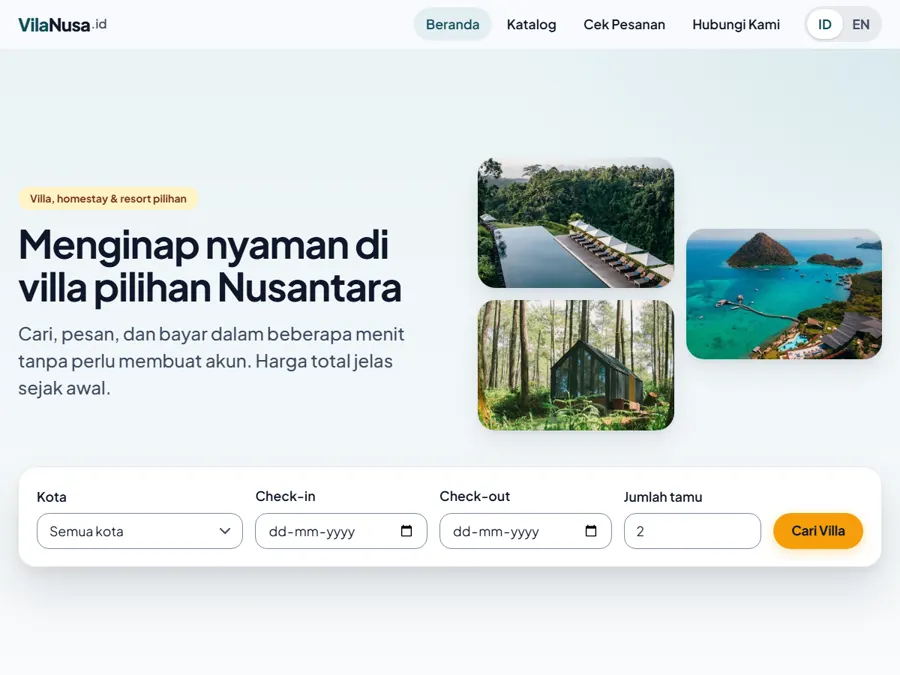 VilaNusa.id
Beranda
Katalog
Cek Pesanan
Hubungi Kami
ID
EN
Villa, homestay & resort pilihan
Menginap nyaman di
villa pilihan Nusantara
Cari, pesan, dan bayar dalam beberapa menit
tanpa perlu membuat akun. Harga total jelas
sejak awal.
Kota
Semua kota
Check-in
dd-mm-yyyy
Check-out
dd-mm-yyyy
Jumlah tamu
2
Cari Villa